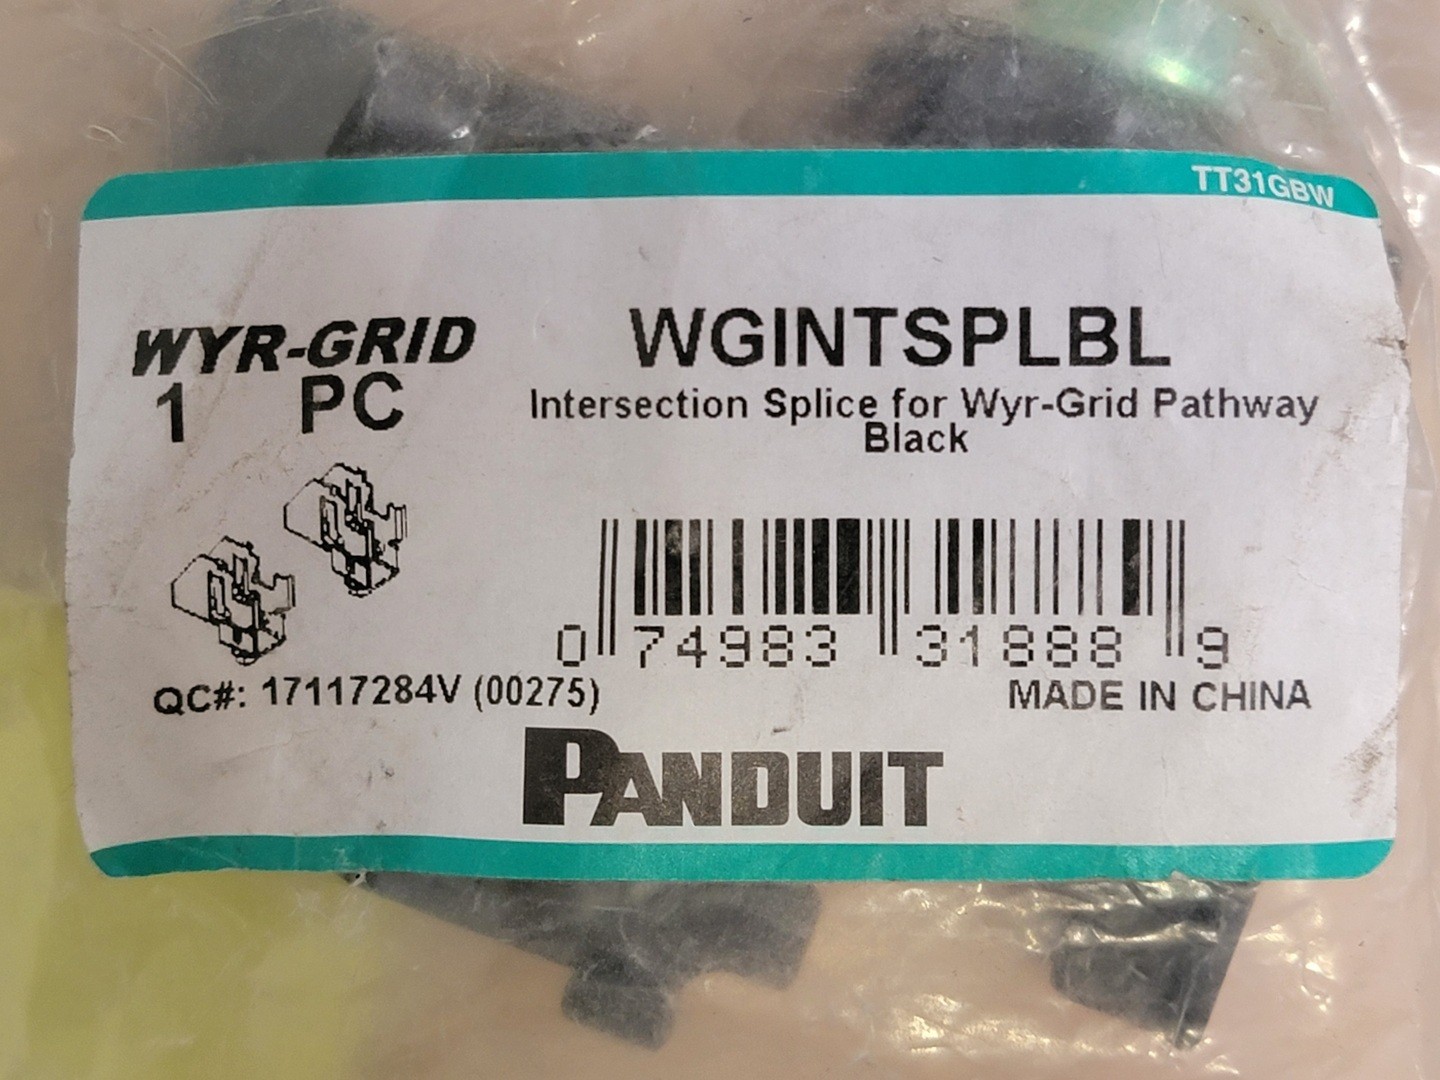 TT31GBW
WYR-GRID
1 PC
WGINTSPLBL
Intersection Splice for Wyr-Grid Pathway
Black
0 74983 31888 9
QC#: 17117284V (00275)
MADE IN CHINA
PANDUIT